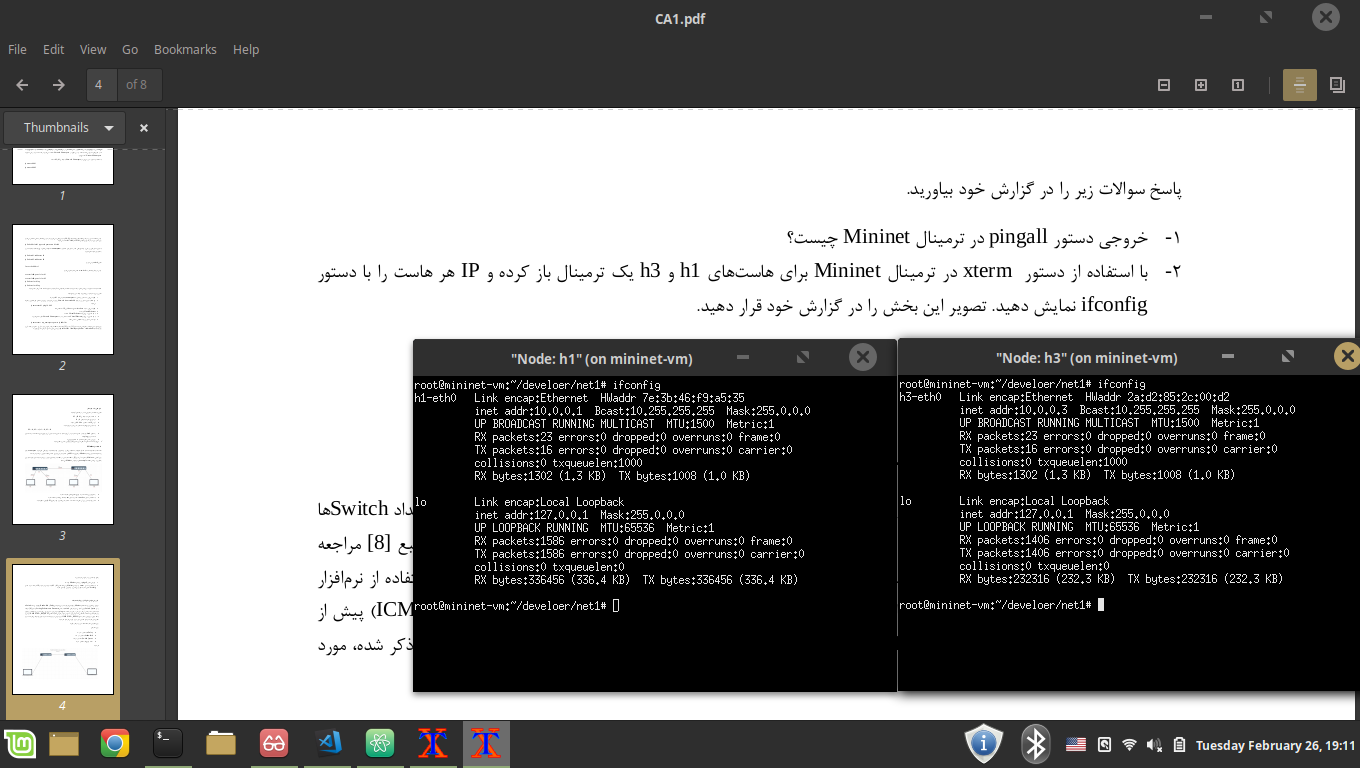 CA1.pdf
File Edit View Go Bookmarks Help
4 of 8
Thumbnails
1
2
3
4
پاسخ سوالات زیر را در گزارش خود بیاورید.
۱- خروجی دستور pingall در ترمینال Mininet چیست؟
۲- با استفاده از دستور xterm در ترمینال Mininet برای هاست‌های h1 و h3 یک ترمینال باز کرده و IP هر هاست را با دستور
ifconfig نمایش دهید. تصویر این بخش را در گزارش خود قرار دهید.
"Node: h1" (on mininet-vm)
root@mininet-vm:~/develoer/net1# ifconfig
h1-eth0 Link encap:Ethernet HWaddr 7e:3b:46:f9:a5:35
inet addr:10.0.0.1 Bcast:10.255.255.255 Mask:255.0.0.0
UP BROADCAST RUNNING MULTICAST MTU:1500 Metric:1
RX packets:23 errors:0 dropped:0 overruns:0 frame:0
TX packets:16 errors:0 dropped:0 overruns:0 carrier:0
collisions:0 txqueuelen:1000
RX bytes:1302 (1.3 KB) TX bytes:1008 (1.0 KB)
lo Link encap:Local Loopback
inet addr:127.0.0.1 Mask:255.0.0.0
UP LOOPBACK RUNNING MTU:65536 Metric:1
RX packets:1586 errors:0 dropped:0 overruns:0 frame:0
TX packets:1586 errors:0 dropped:0 overruns:0 carrier:0
collisions:0 txqueuelen:0
RX bytes:336456 (336.4 KB) TX bytes:336456 (336.4 KB)
root@mininet-vm:~/develoer/net1#
"Node: h3" (on mininet-vm)
root@mininet-vm:~/develoer/net1# ifconfig
h3-eth0 Link encap:Ethernet HWaddr 2a:d2:85:2c:00:d2
inet addr:10.0.0.3 Bcast:10.255.255.255 Mask:255.0.0.0
UP BROADCAST RUNNING MULTICAST MTU:1500 Metric:1
RX packets:23 errors:0 dropped:0 overruns:0 frame:0
TX packets:16 errors:0 dropped:0 overruns:0 carrier:0
collisions:0 txqueuelen:1000
RX bytes:1302 (1.3 KB) TX bytes:1008 (1.0 KB)
lo Link encap:Local Loopback
inet addr:127.0.0.1 Mask:255.0.0.0
UP LOOPBACK RUNNING MTU:65536 Metric:1
RX packets:1406 errors:0 dropped:0 overruns:0 frame:0
TX packets:1406 errors:0 dropped:0 overruns:0 carrier:0
collisions:0 txqueuelen:0
RX bytes:232316 (232.3 KB) TX bytes:232316 (232.3 KB)
root@mininet-vm:~/develoer/net1#
Switchها
[8] مراجعه
از نرم‌افزار
پیش از
ذکر شده، مورد
Tuesday February 26, 19:11